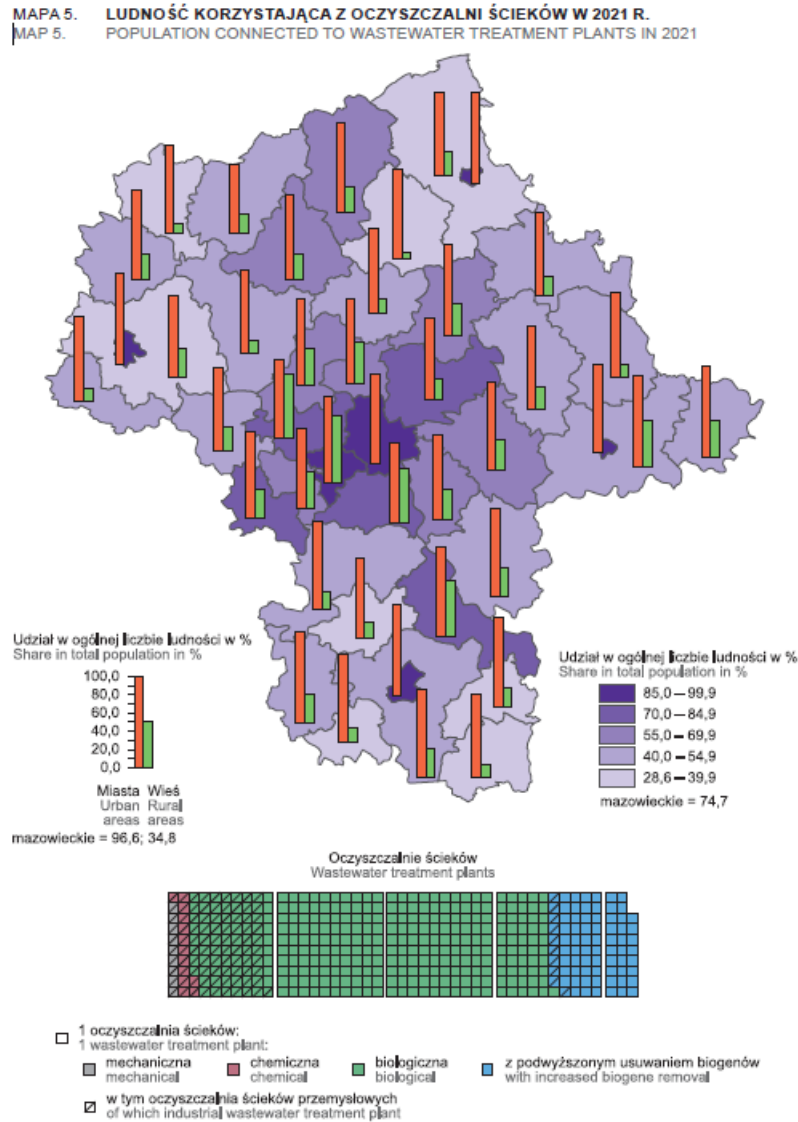 MAPA 5. LUDNOŚĆ KORZYSTAJĄCA Z OCZYSZCZALNI ŚCIEKÓW W 2021 R.
MAP 5. POPULATION CONNECTED TO WASTEWATER TREATMENT PLANTS IN 2021
Udział w ogólnej liczbie ludności w %
Share in total population in %
100,0
80,0
60,0
40,0
20,0
0,0
Miasta Wieś
Urban Rural
areas areas
mazowieckie = 96,6; 34,8
Udział w ogólnej liczbie ludności w %
Share in total population in %
85,0 – 99,9
70,0 – 84,9
55,0 – 69,9
40,0 – 54,9
28,6 – 39,9
mazowieckie = 74,7
Oczyszczalnie ścieków
Wastewater treatment plants
1 oczyszczalnia ścieków:
1 wastewater treatment plant:
mechaniczna chemiczna biologiczna z podwyższonym usuwaniem biogenów
mechanical chemical biological with increased biogene removal
w tym oczyszczalnia ścieków przemysłowych
of which industrial wastewater treatment plant